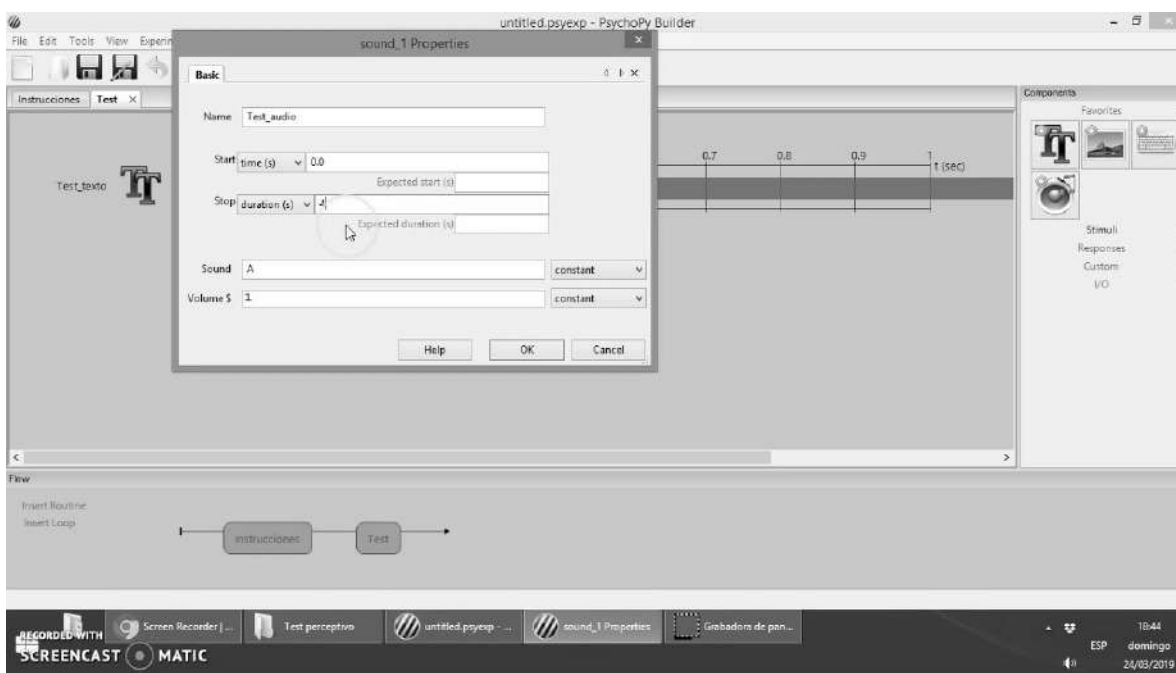 untitled.psyexp - PsychoPy Builder
File Edit Tools View
sound_1 Properties
Basic
Instrucciones Test
Name Test_audio
Start time (s) 0.0
Expected start (s)
Stop duration (s)
Expected duration (s)
Sound A constant
Volume $ 1 constant
Help OK Cancel
Test_texto
0.7 0.8 0.9 1 t (sec)
Components
Favorites
Stimuli
Responses
Custom
I/O
Flow
Insert Routine
Insert Loop
Instrucciones Test
Screen Recorder | ... Test perceptivo untitled.psyexp - ... sound_1 Properties Grabadora de pan...
RECORDED WITH
SCREENCAST MATIC
ESP
18:44
domingo
24/03/2019